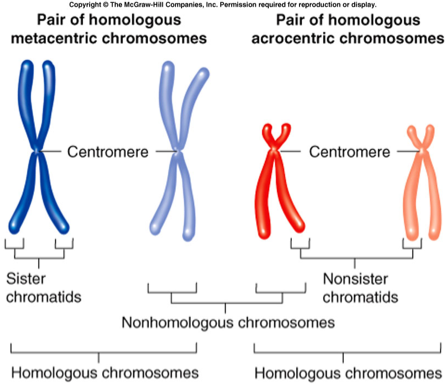 Copyright © The McGraw-Hill Companies, Inc. Permission required for reproduction or display.
Pair of homologous
metacentric chromosomes
Pair of homologous
acrocentric chromosomes
Centromere
Centromere
Sister
chromatids
Nonsister
chromatids
Nonhomologous chromosomes
Homologous chromosomes
Homologous chromosomes